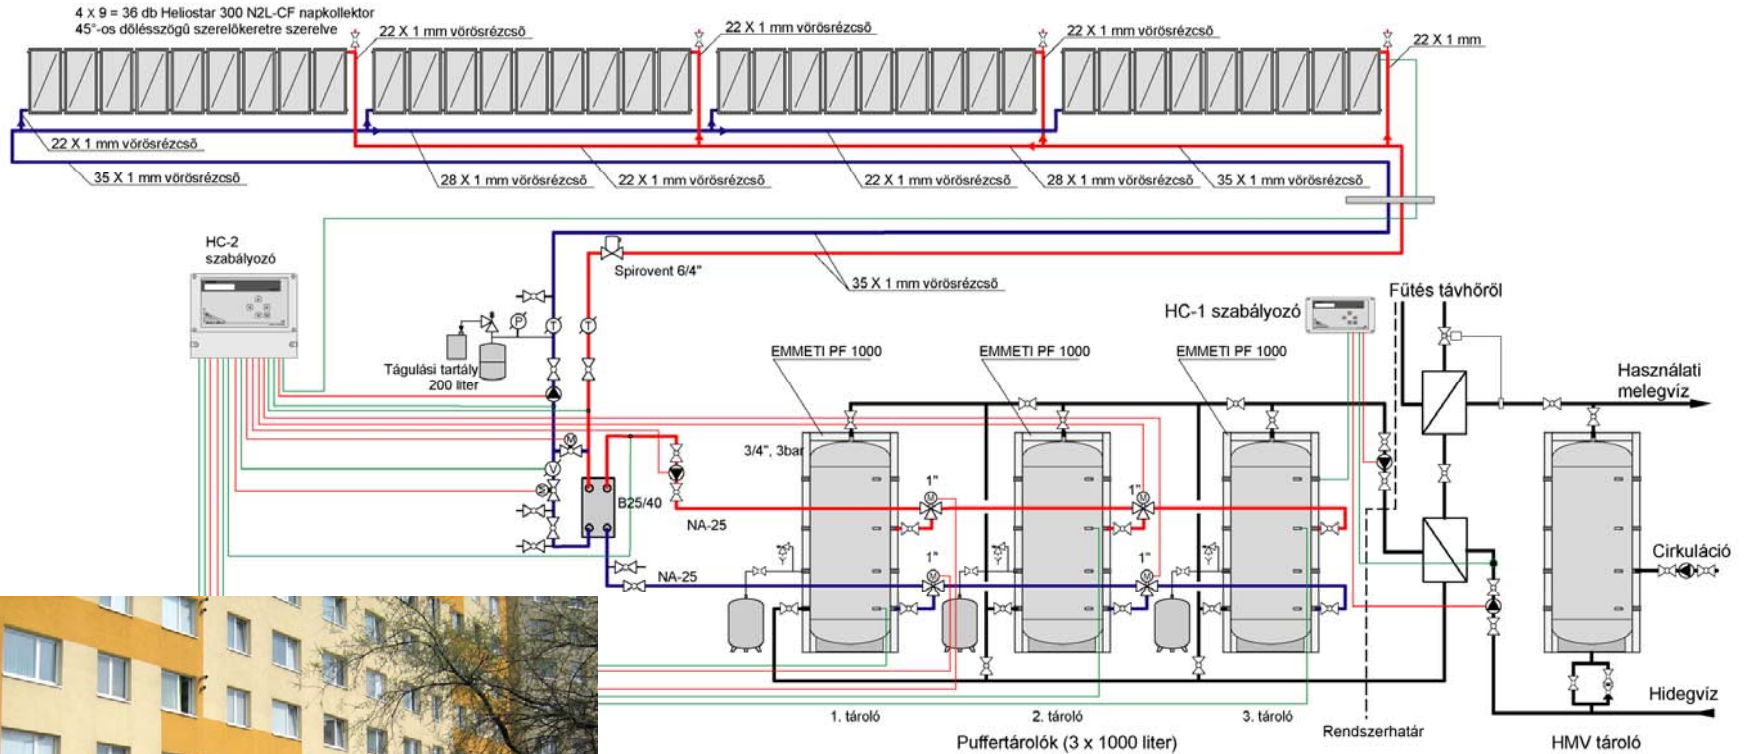 4 x 9 = 36 db Heliostar 300 N2L-CF napkollektor
45°-os dőlésszögű szerelőkeretre szerelve
22 X 1 mm vörösrézcső
22 X 1 mm vörösrézcső
22 X 1 mm vörösrézcső
22 X 1 mm
22 X 1 mm vörösrézcső
35 X 1 mm vörösrézcső
28 X 1 mm vörösrézcső
22 X 1 mm vörösrézcső
22 X 1 mm vörösrézcső
28 X 1 mm vörösrézcső
35 X 1 mm vörösrézcső
HC-2
szabályozó
Spirovent 6/4"
35 X 1 mm vörösrézcső
HC-1 szabályozó
Fűtés távhőről
P
T
T
Tágulási tartály
200 liter
EMMETI PF 1000
EMMETI PF 1000
EMMETI PF 1000
Használati
melegvíz
3/4", 3bar
M
V
M
B25/40
NA-25
1"
M
1"
M
NA-25
1"
M
1"
M
Cirkuláció
Hidegvíz
1. tároló
2. tároló
3. tároló
Rendszerhatár
Puffertárolók (3 x 1000 liter)
HMV tároló